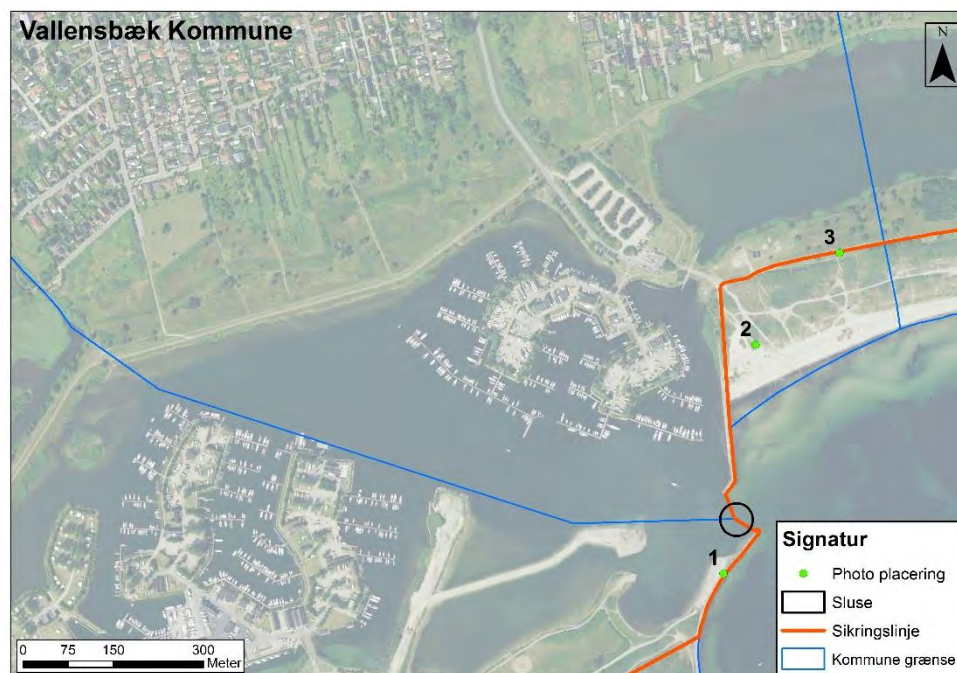 Vallensbæk Kommune
N
3
2
1
Signatur
Photo placering
Sluse
Sikringslinje
Kommune grænse
0 75 150 300
Meter